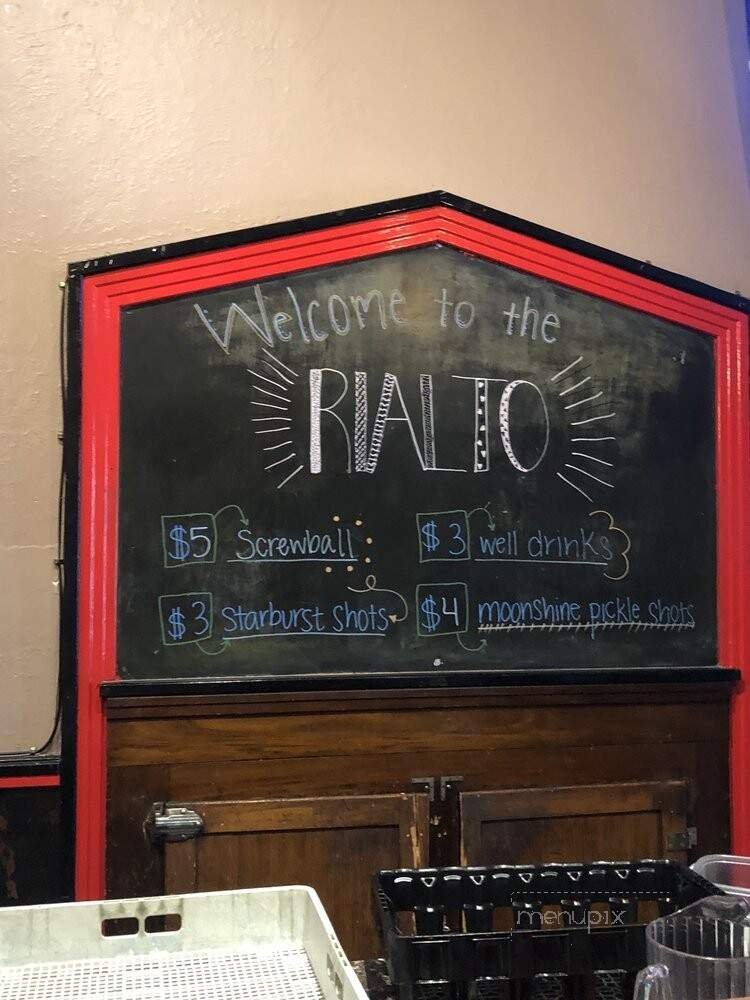 Welcome to the
RIALTO
$5 Screwball
$3 well drinks
$3 Starburst Shots
$4 moonshine pickle shots
menupix